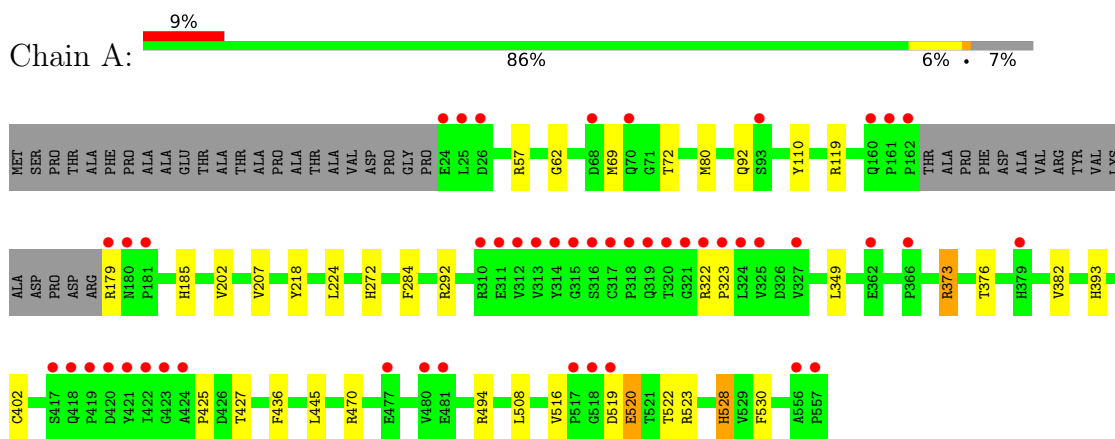 9%
Chain A:
86% 6% • 7%
MET SER PRO THR ALA PHE PRO ALA ALA GLU THR ALA THR ALA PRO ALA THR ALA VAL ASP PRO GLY PRO E24 L25 D26 R57 G62 D68 M69 Q70 G71 T72 M80 Q92 S93 Y110 R119 Q160 P161 P162 THR ALA PRO PHE ASP ALA VAL ARG TYR VAL LYS
ALA ASP PRO ASP ARG R179 N180 P181 H185 V202 V207 Y218 L224 H272 F284 R292 R310 E311 V312 V313 Y314 G315 S316 C317 P318 Q319 T320 G321 R322 P323 L324 V325 D326 V327 L349 E362 P366 R373 T376 H379 V382 H393
C402 S417 Q418 P419 D420 Y421 I422 G423 A424 P425 D426 T427 F436 L445 R470 E477 V480 E481 R494 L508 V516 P517 G518 D519 E520 T521 T522 R523 H528 V529 F530 A556 P557